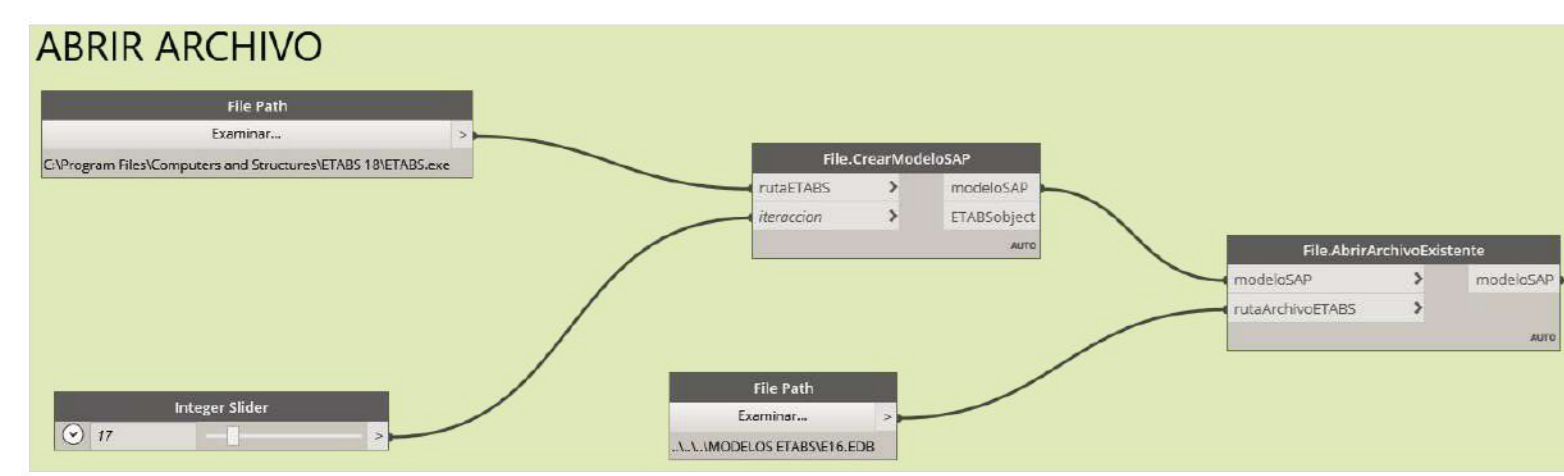 ABRIR ARCHIVO
File Path
Examinar...
>
C:\Program Files\Computers and Structures\ETABS 18\ETABS.exe
File.CrearModeloSAP
rutaETABS > modeloSAP
iteraccion > ETABSobject
AUTO
File.AbrirArchivoExistente
modeloSAP > modeloSAP
rutaArchivoETABS >
AUTO
Integer Slider
17 >
File Path
Examinar... >
..\..\..\MODELOS ETABS\E16.EDB